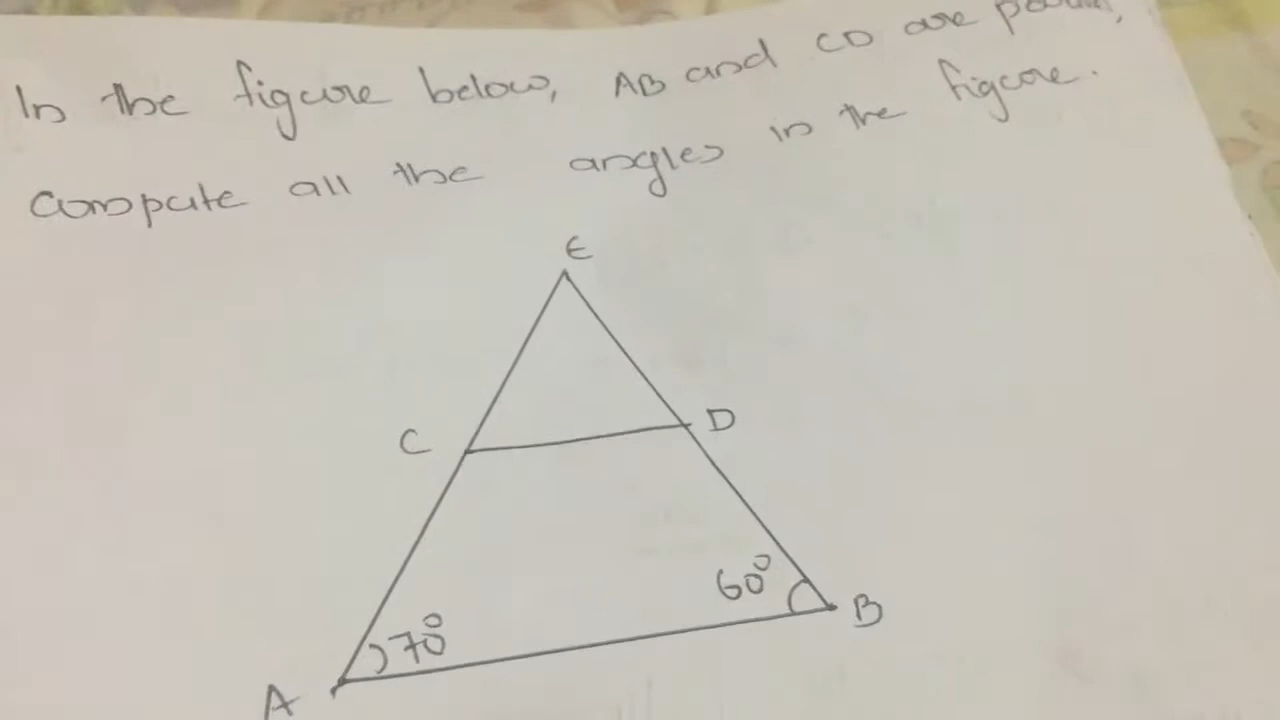 In the figure below, AB and CD are
compute all the angles in the figure.
E
C
D
60°
B
70°
A